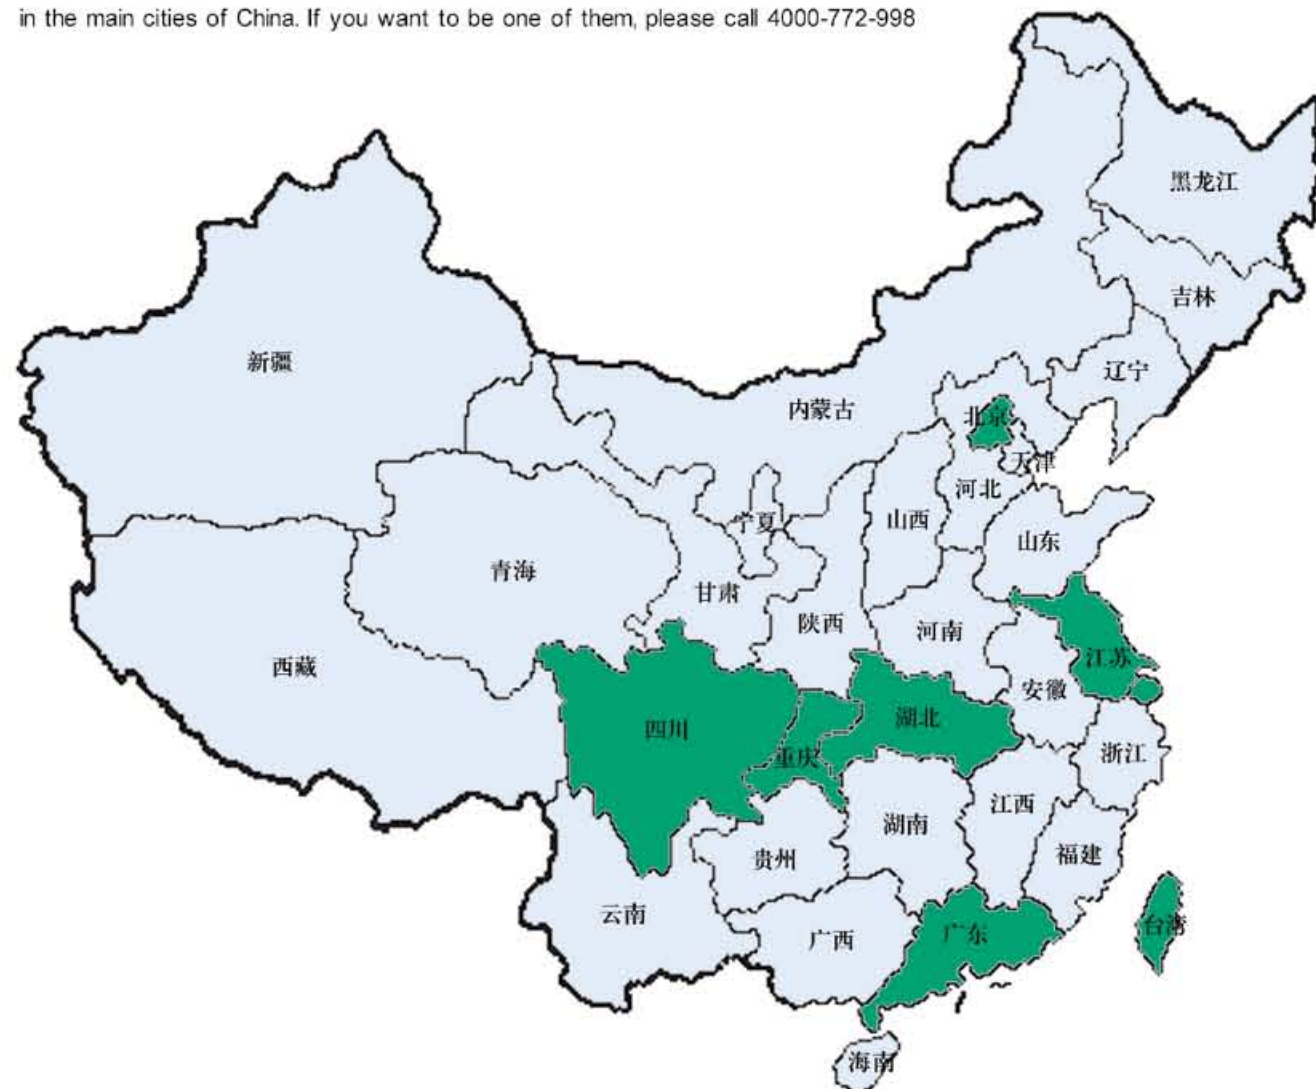 in the main cities of China. If you want to be one of them, please call 4000-772-998
黑龙江
吉林
新疆
辽宁
内蒙古
北京
天津
河北
宁夏
山西
山东
青海
甘肃
陕西
河南
江苏
西藏
安徽
四川
湖北
浙江
重庆
江西
湖南
贵州
福建
云南
广西
广东
台湾
海南